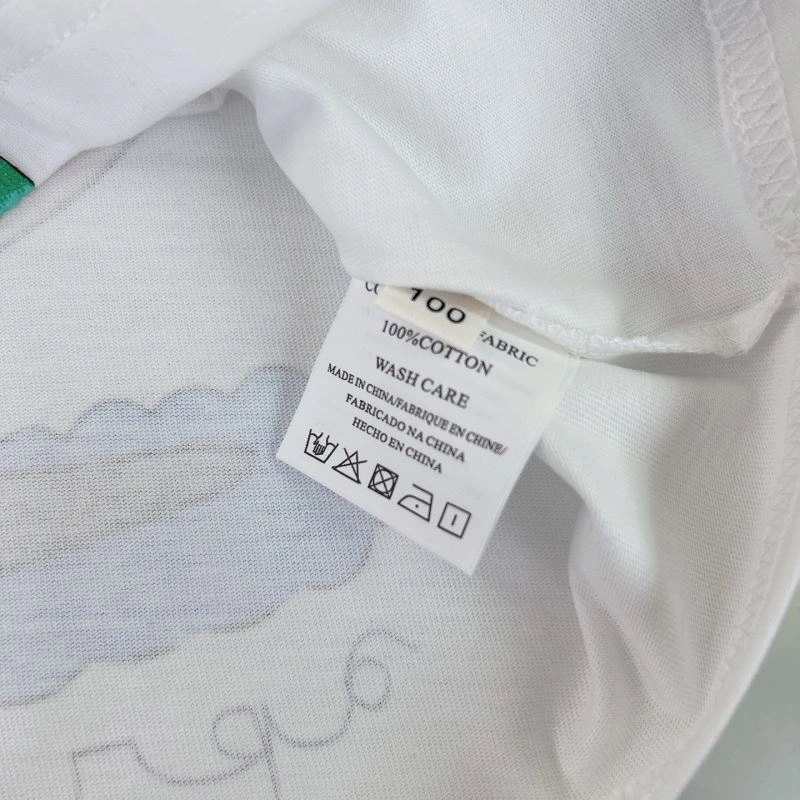 100
FABRIC
100%COTTON
WASH CARE
MADE IN CHINA/FABRIQUE EN CHINE/
FABRICADO NA CHINA
HECHO EN CHINA